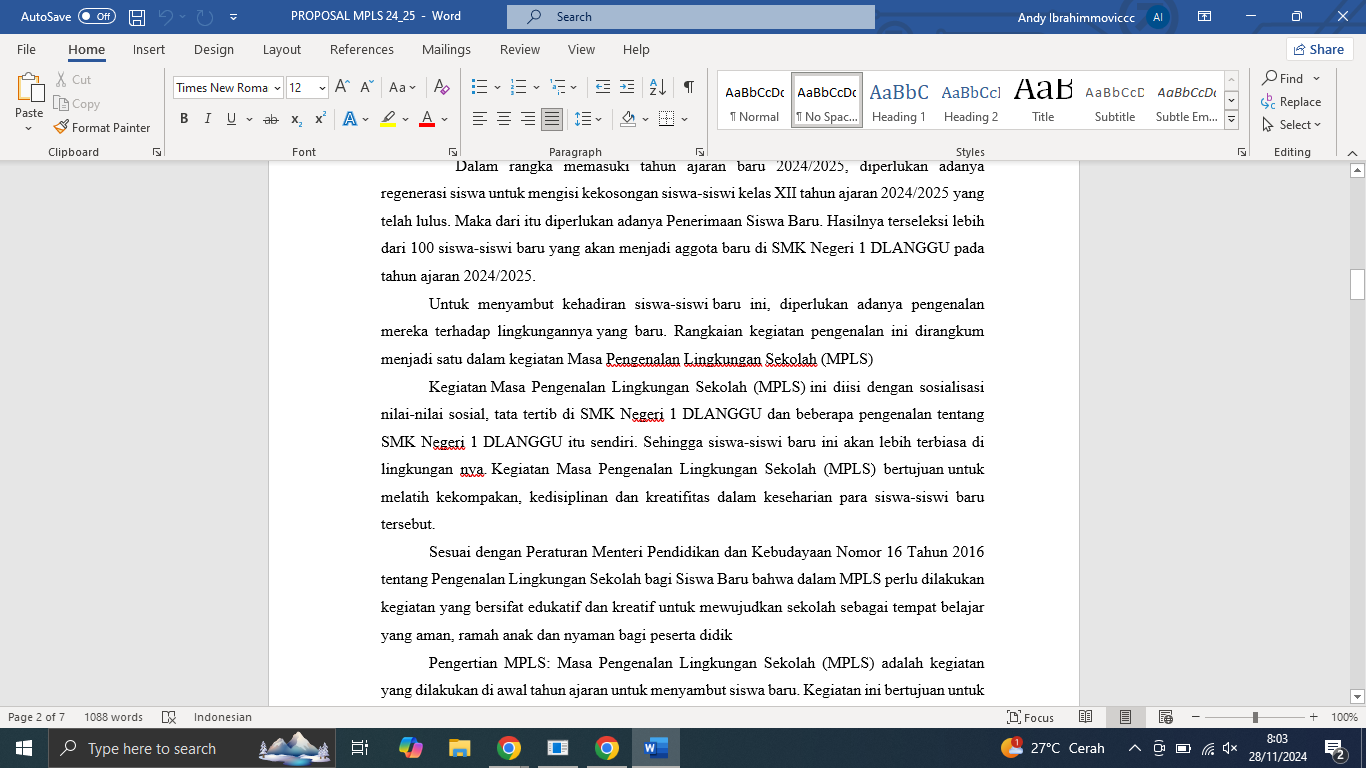 AutoSave Off PROPOSAL MPLS 24_25 - Word Search Andy Ibrahimmoviccc AI
File Home Insert Design Layout References Mailings Review View Help Share
Paste Cut Copy Format Painter
Times New Roma 12
AaBbCcDc AaBbCcDc AaBbC AaBbCcI AaB AaBbCcD AaBbCcDc
¶ Normal ¶ No Spac... Heading 1 Heading 2 Title Subtitle Subtle Em...
Find Replace Select
Clipboard Font Paragraph Styles Editing
Dalam rangka memasuki tahun ajaran baru 2024/2025, diperlukan adanya
regenerasi siswa untuk mengisi kekosongan siswa-siswi kelas XII tahun ajaran 2024/2025 yang
telah lulus. Maka dari itu diperlukan adanya Penerimaan Siswa Baru. Hasilnya terseleksi lebih
dari 100 siswa-siswi baru yang akan menjadi aggota baru di SMK Negeri 1 DLANGGU pada
tahun ajaran 2024/2025.
Untuk menyambut kehadiran siswa-siswi baru ini, diperlukan adanya pengenalan
mereka terhadap lingkungannya yang baru. Rangkaian kegiatan pengenalan ini dirangkum
menjadi satu dalam kegiatan Masa Pengenalan Lingkungan Sekolah (MPLS)
Kegiatan Masa Pengenalan Lingkungan Sekolah (MPLS) ini diisi dengan sosialisasi
nilai-nilai sosial, tata tertib di SMK Negeri 1 DLANGGU dan beberapa pengenalan tentang
SMK Negeri 1 DLANGGU itu sendiri. Sehingga siswa-siswi baru ini akan lebih terbiasa di
lingkungan nya. Kegiatan Masa Pengenalan Lingkungan Sekolah (MPLS) bertujuan untuk
melatih kekompakan, kedisiplinan dan kreatifitas dalam keseharian para siswa-siswi baru
tersebut.
Sesuai dengan Peraturan Menteri Pendidikan dan Kebudayaan Nomor 16 Tahun 2016
tentang Pengenalan Lingkungan Sekolah bagi Siswa Baru bahwa dalam MPLS perlu dilakukan
kegiatan yang bersifat edukatif dan kreatif untuk mewujudkan sekolah sebagai tempat belajar
yang aman, ramah anak dan nyaman bagi peserta didik
Pengertian MPLS: Masa Pengenalan Lingkungan Sekolah (MPLS) adalah kegiatan
yang dilakukan di awal tahun ajaran untuk menyambut siswa baru. Kegiatan ini bertujuan untuk
Page 2 of 7 1088 words Indonesian Focus 100%
Type here to search 27°C Cerah 8:03
28/11/2024 2